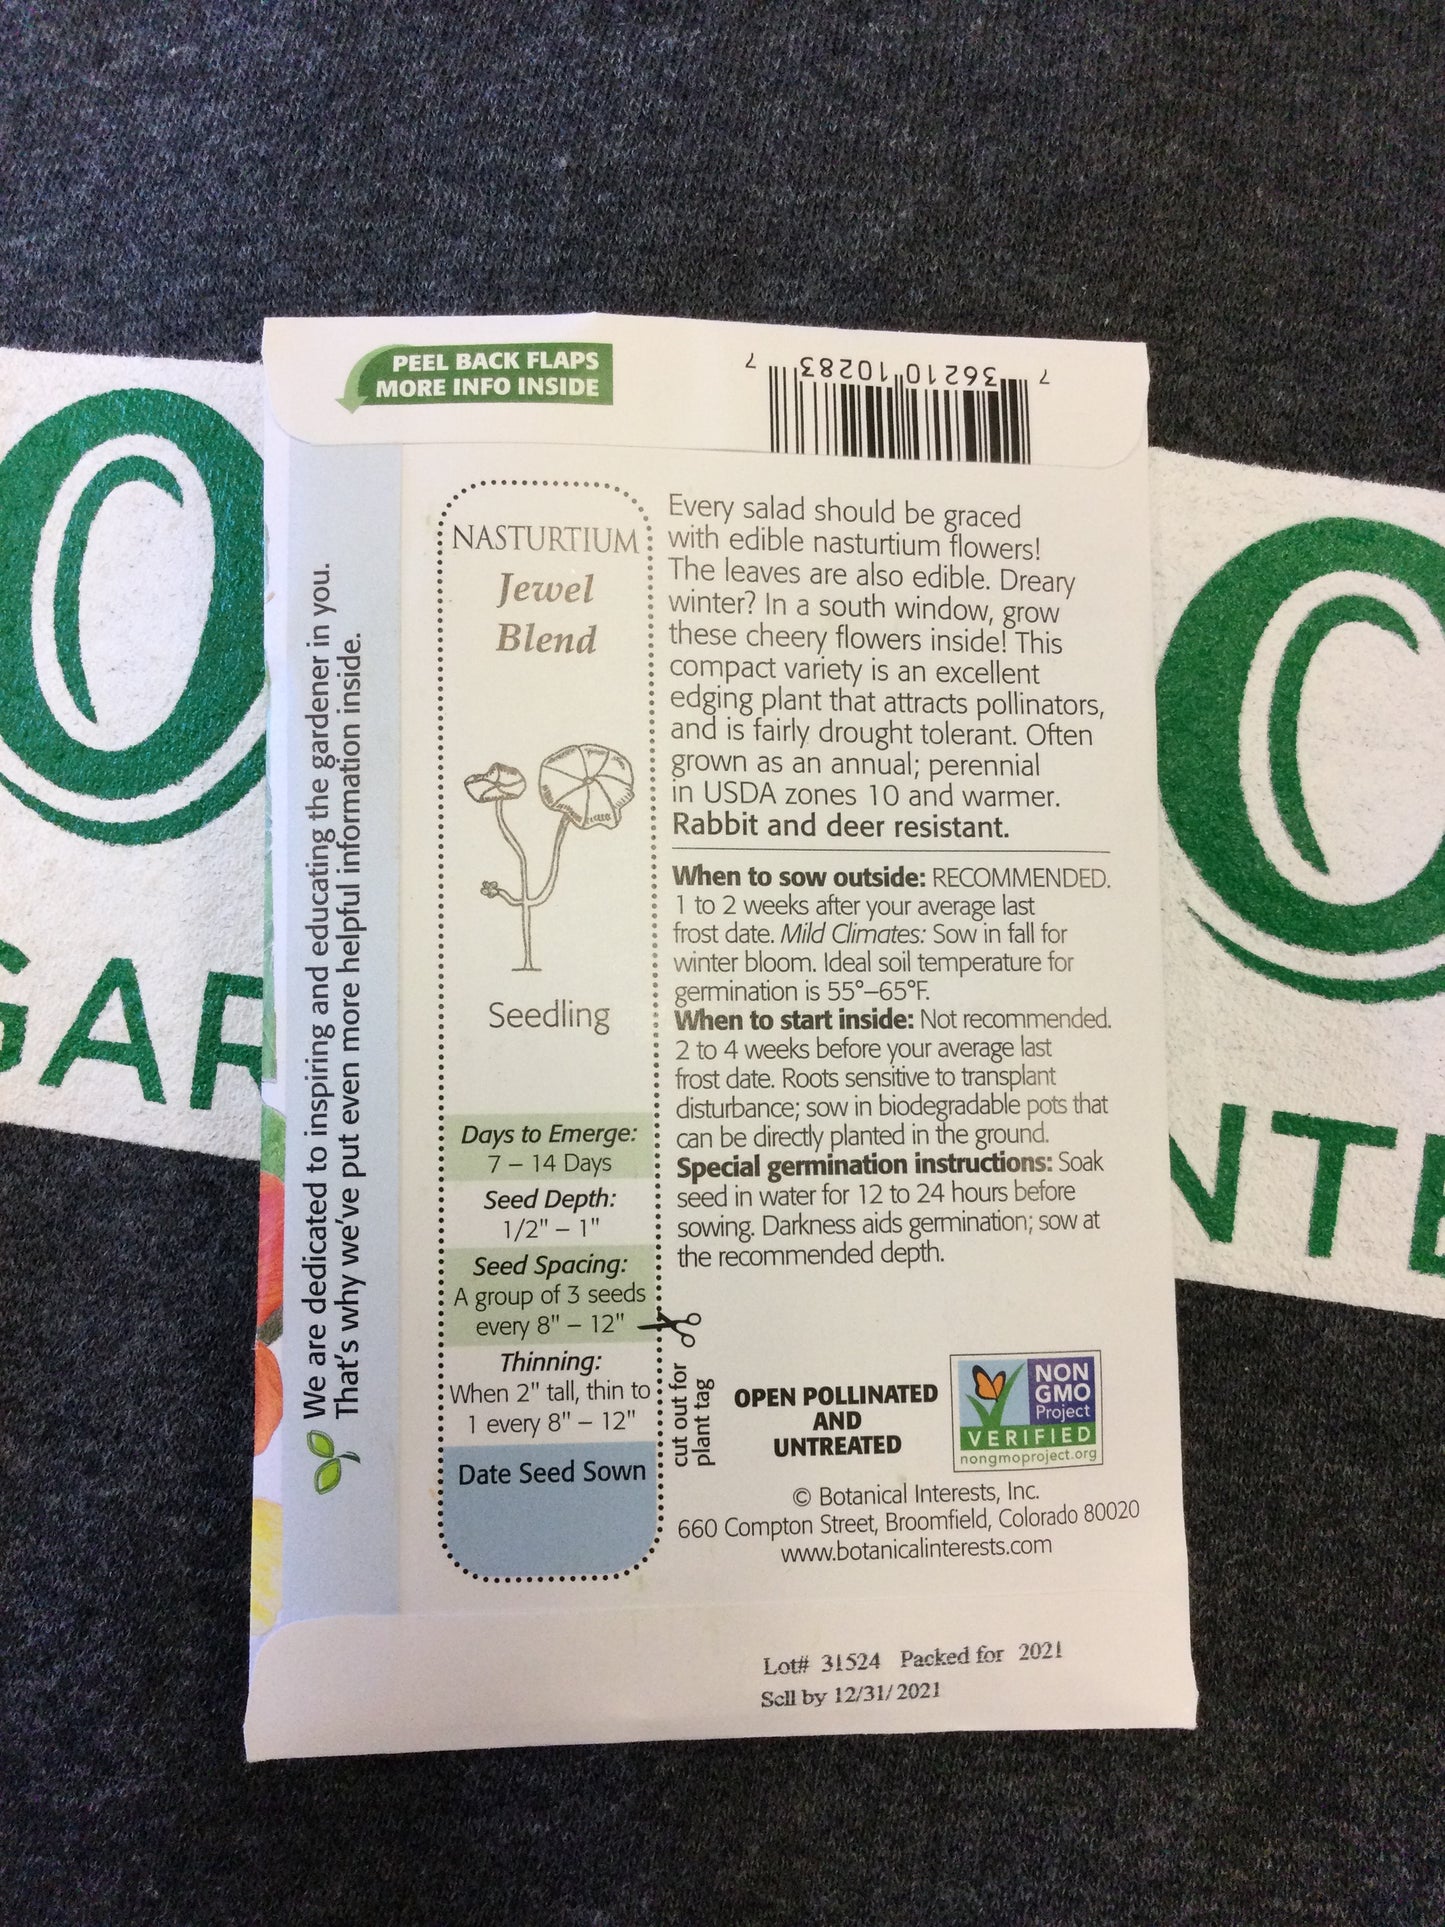 PEEL BACK FLAPS
MORE INFO INSIDE
7 36210 10283 7
We are dedicated to inspiring and educating the gardener in you.
That's why we've put even more helpful information inside.
NASTURTIUM
Jewel
Blend
Seedling
Days to Emerge:
7 – 14 Days
Seed Depth:
1/2" – 1"
Seed Spacing:
A group of 3 seeds
every 8" – 12"
Thinning:
When 2" tall, thin to
1 every 8" – 12"
Date Seed Sown
cut out for
plant tag
Every salad should be graced
with edible nasturtium flowers!
The leaves are also edible. Dreary
winter? In a south window, grow
these cheery flowers inside! This
compact variety is an excellent
edging plant that attracts pollinators,
and is fairly drought tolerant. Often
grown as an annual; perennial
in USDA zones 10 and warmer.
Rabbit and deer resistant.
When to sow outside: RECOMMENDED.
1 to 2 weeks after your average last
frost date. Mild Climates: Sow in fall for
winter bloom. Ideal soil temperature for
germination is 55°–65°F.
When to start inside: Not recommended.
2 to 4 weeks before your average last
frost date. Roots sensitive to transplant
disturbance; sow in biodegradable pots that
can be directly planted in the ground.
Special germination instructions: Soak
seed in water for 12 to 24 hours before
sowing. Darkness aids germination; sow at
the recommended depth.
OPEN POLLINATED
AND
UNTREATED
NON
GMO
Project
VERIFIED
nongmoproject.org
© Botanical Interests, Inc.
660 Compton Street, Broomfield, Colorado 80020
www.botanicalinterests.com
Lot# 31524 Packed for 2021
Sell by 12/31/2021
GAR
NTE